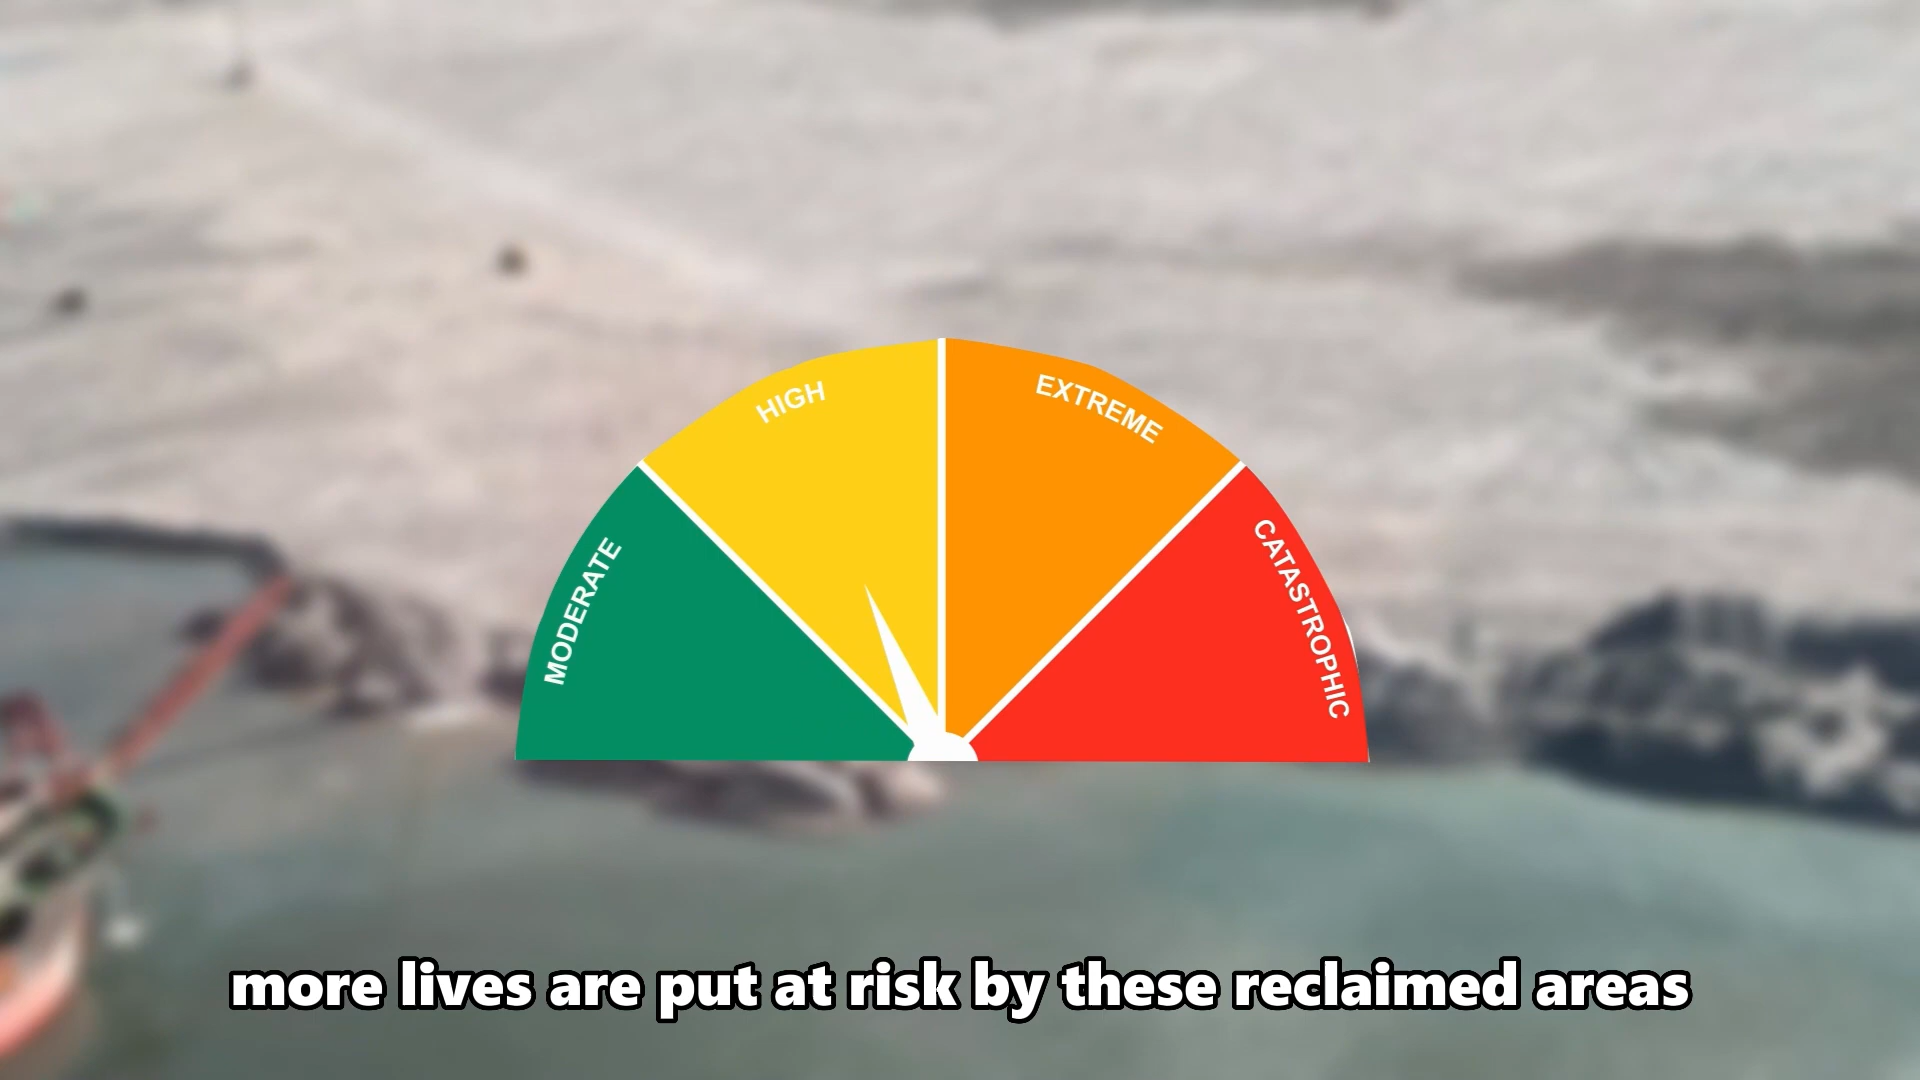 MODERATE
HIGH
EXTREME
CATASTROPHIC
more lives are put at risk by these reclaimed areas